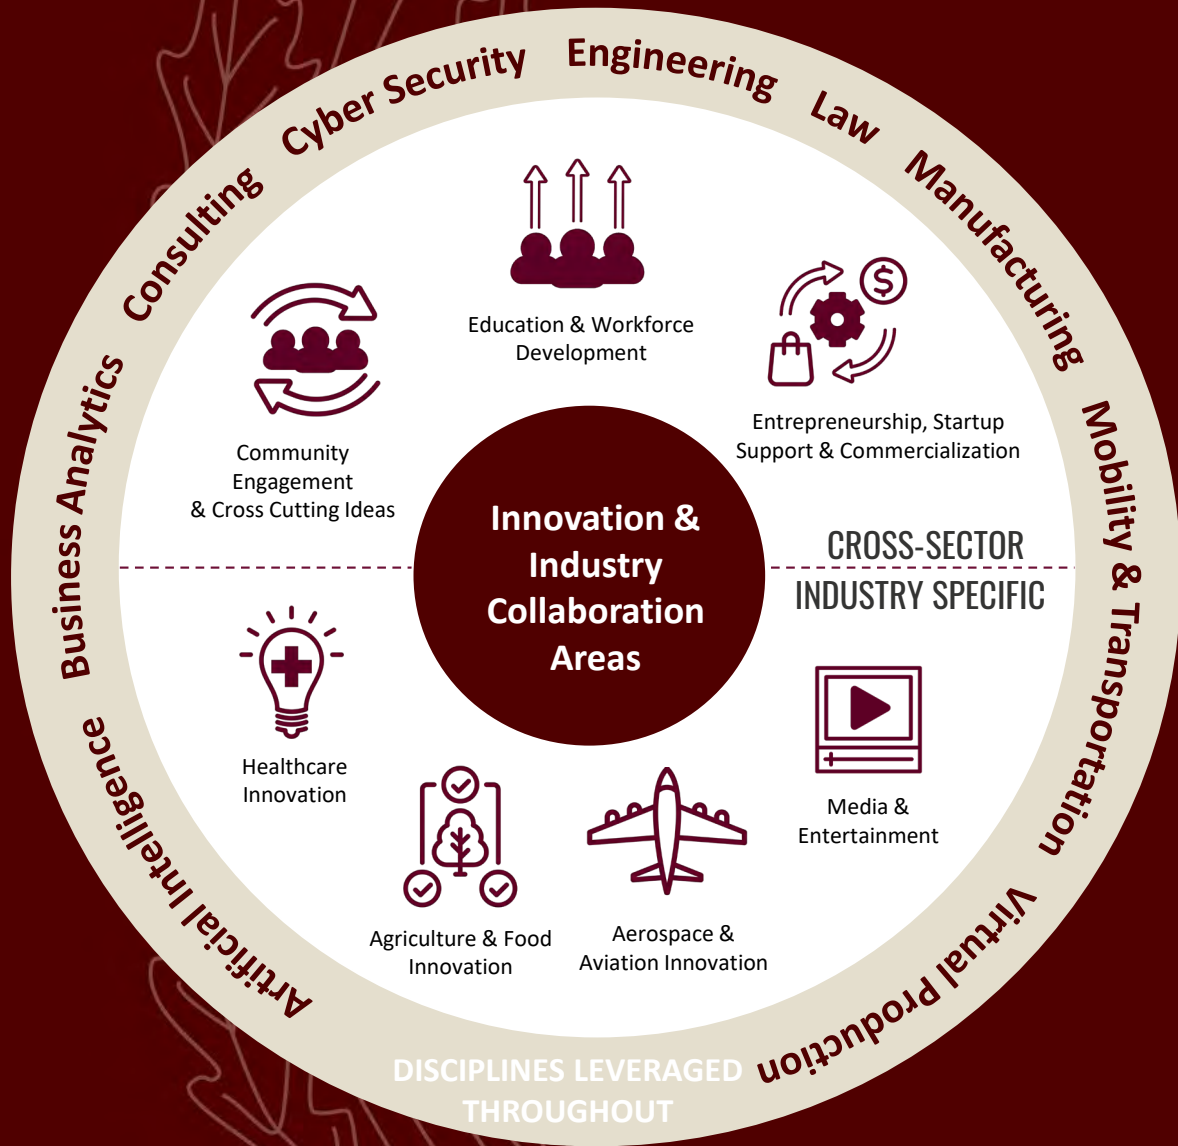 Artificial Intelligence
Business Analytics
Consulting
Cyber Security
Engineering
Law
Manufacturing
Mobility & Transportation
Virtual Production
Education & Workforce
Development
$
Entrepreneurship, Startup
Support & Commercialization
Community
Engagement
& Cross Cutting Ideas
Innovation &
Industry
Collaboration
Areas
CROSS-SECTOR
INDUSTRY SPECIFIC
Healthcare
Innovation
Agriculture & Food
Innovation
Aerospace &
Aviation Innovation
Media &
Entertainment
DISCIPLINES LEVERAGED
THROUGHOUT